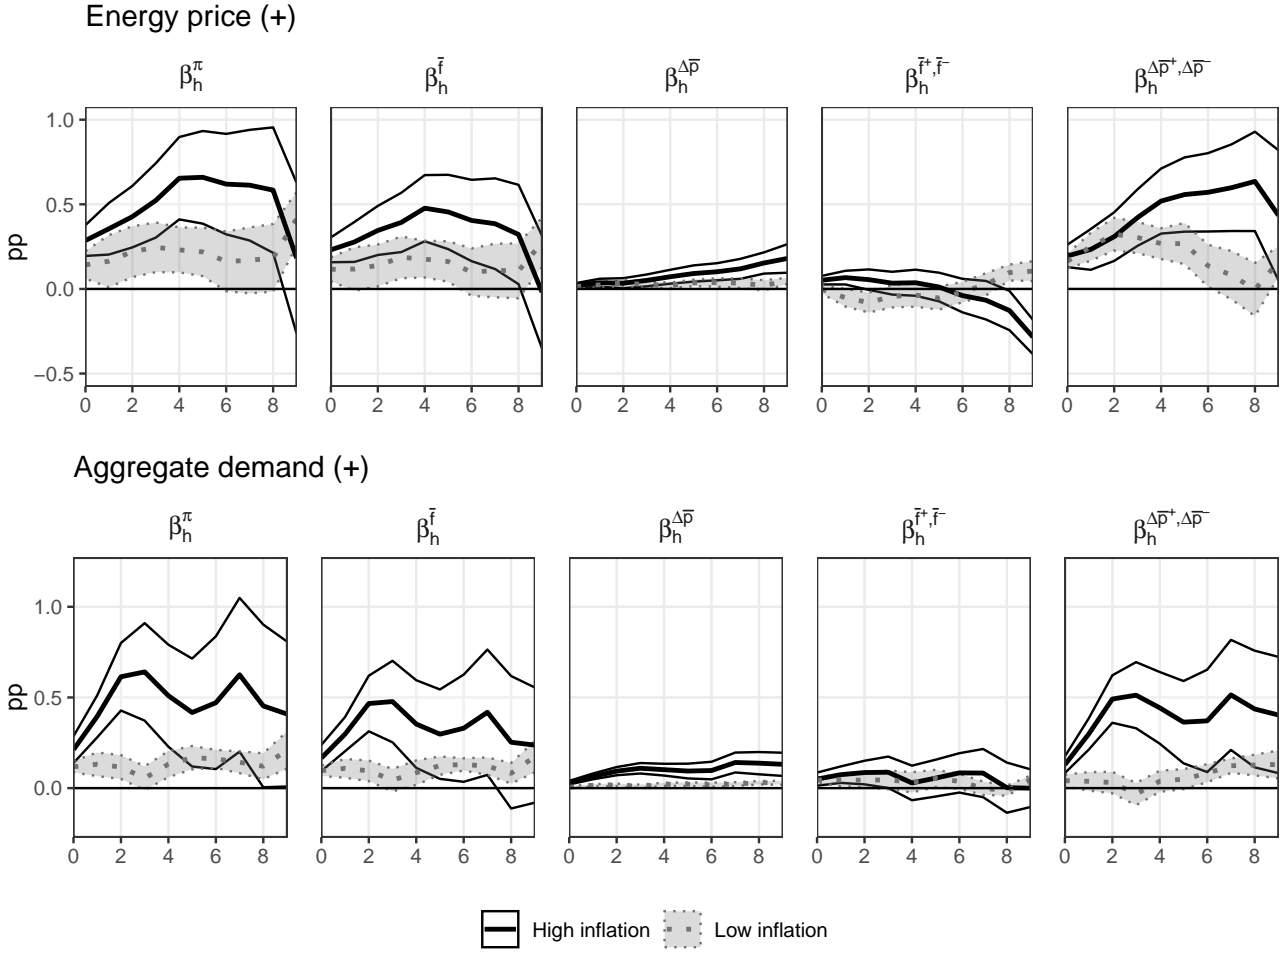 Energy price (+)
β_h^π β_h^f̄ β_h^Δp̄ β_h^f̄⁺,f̄⁻ β_h^Δp̄⁺,Δp̄⁻
pp
1.0
0.5
0.0
−0.5
0 2 4 6 8 0 2 4 6 8 0 2 4 6 8 0 2 4 6 8 0 2 4 6 8
Aggregate demand (+)
β_h^π β_h^f̄ β_h^Δp̄ β_h^f̄⁺,f̄⁻ β_h^Δp̄⁺,Δp̄⁻
pp
1.0
0.5
0.0
0 2 4 6 8 0 2 4 6 8 0 2 4 6 8 0 2 4 6 8 0 2 4 6 8
High inflation Low inflation